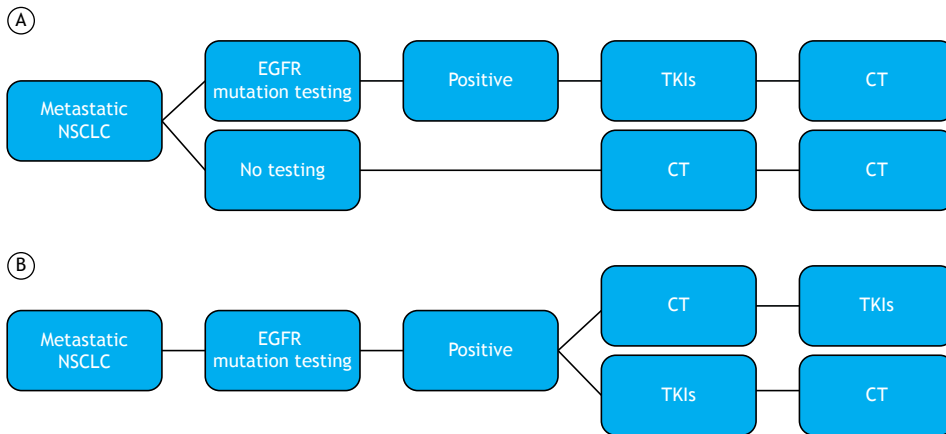 A
Metastatic
NSCLC
EGFR
mutation testing
Positive
TKIs
CT
No testing
CT
CT
B
Metastatic
NSCLC
EGFR
mutation testing
Positive
CT
TKIs
TKIs
CT